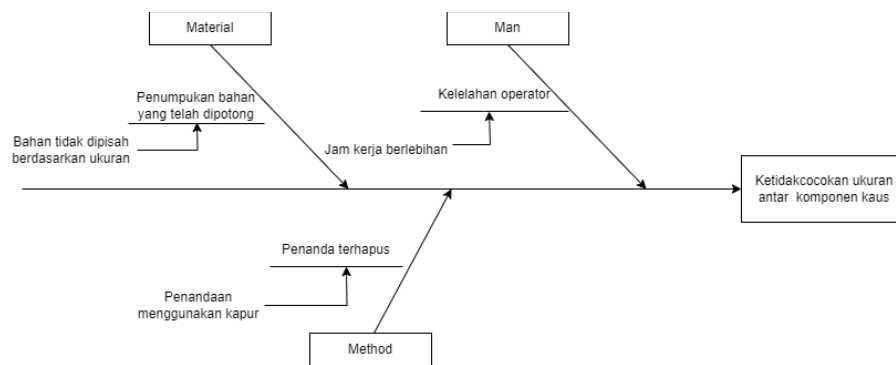 Material
Man
Penumpukan bahan
yang telah dipotong
Kelelahan operator
Bahan tidak dipisah
berdasarkan ukuran
Jam kerja berlebihan
Ketidakcocokan ukuran
antar komponen kaus
Penanda terhapus
Penandaan
menggunakan kapur
Method